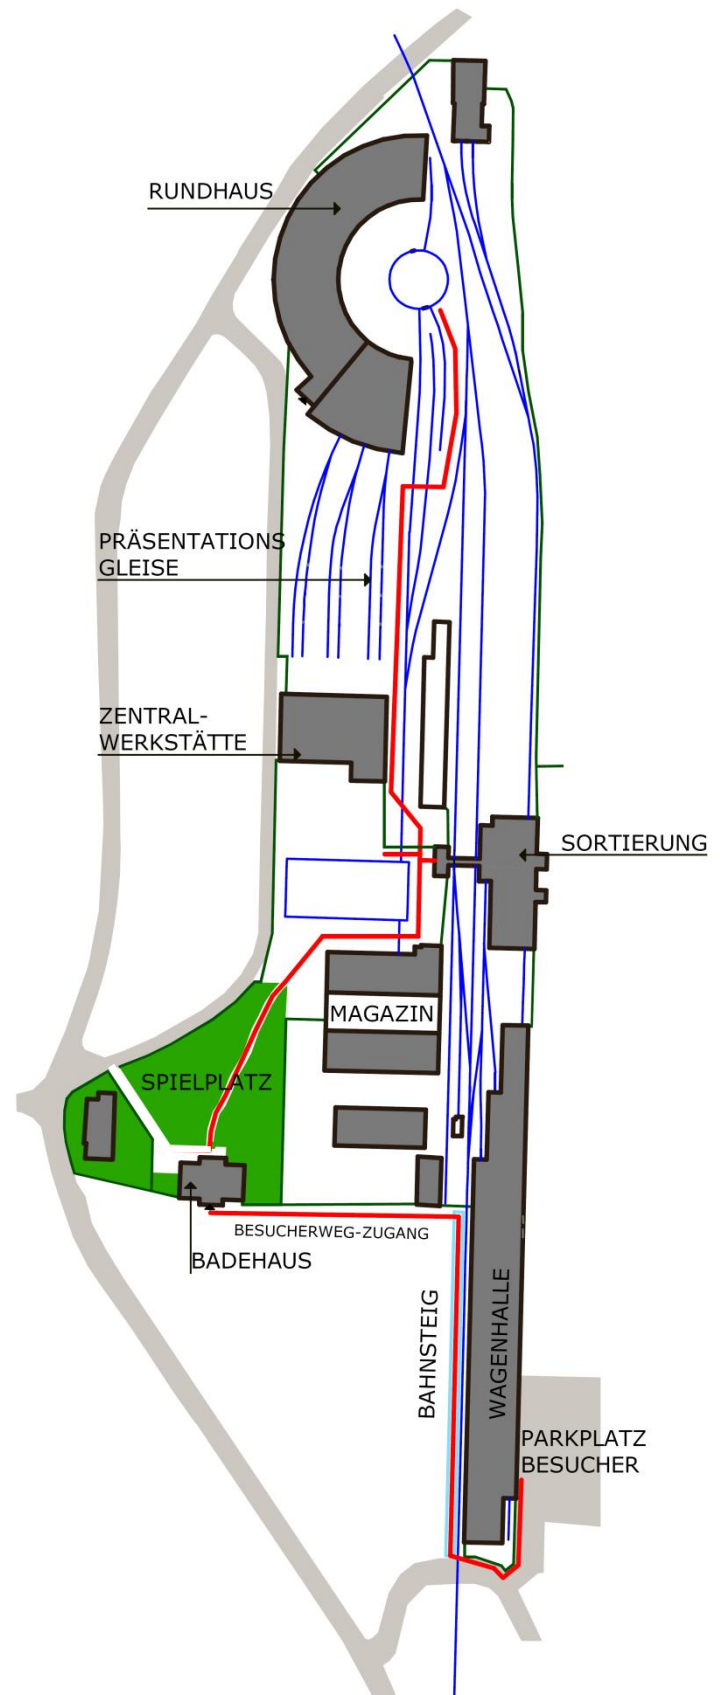 RUNDHAUS
PRÄSENTATIONS
GLEISE
ZENTRAL-
WERKSTÄTTE
SORTIERUNG
MAGAZIN
SPIELPLATZ
BESUCHERWEG-ZUGANG
BADEHAUS
BAHNSTEIG
WAGENHALLE
PARKPLATZ
BESUCHER